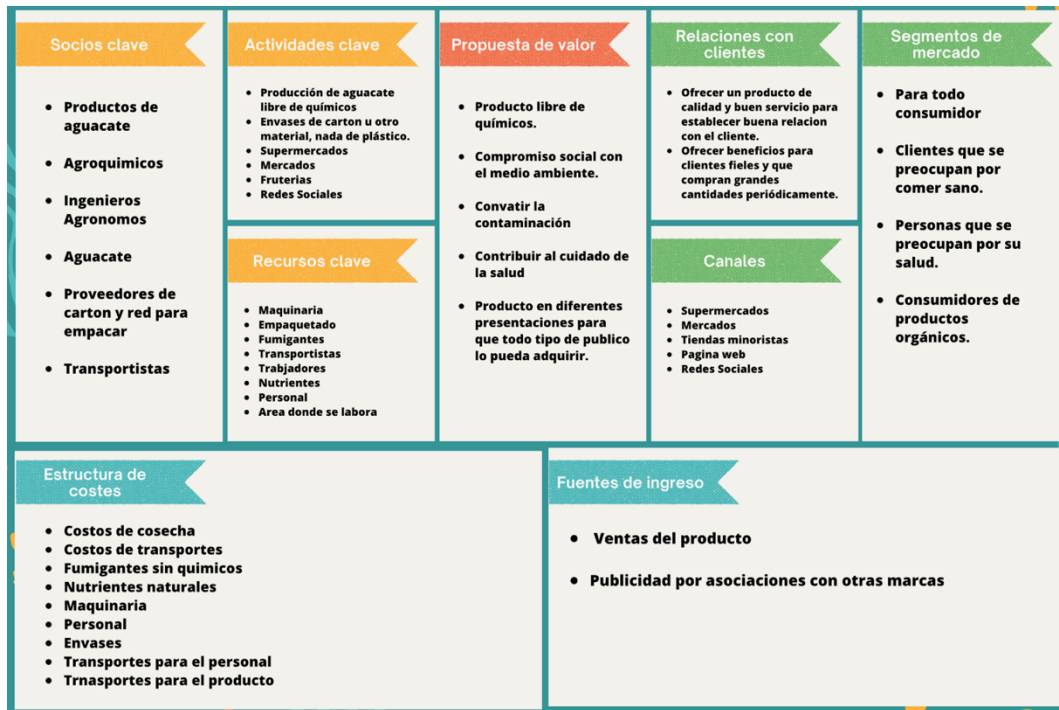 Socios clave
• Productos de
aguacate
• Agroquimicos
• Ingenieros
Agronomos
• Aguacate
• Proveedores de
carton y red para
empacar
• Transportistas
Actividades clave
• Producción de aguacate
libre de químicos
• Envases de carton u otro
material, nada de plástico.
• Supermercados
• Mercados
• Fruterias
• Redes Sociales
Recursos clave
• Maquinaria
• Empaquetado
• Fumigantes
• Transportistas
• Trabjadores
• Nutrientes
• Personal
• Area donde se labora
Propuesta de valor
• Producto libre de
químicos.
• Compromiso social con
el medio ambiente.
• Convatir la
contaminación
• Contribuir al cuidado de
la salud
• Producto en diferentes
presentaciones para
que todo tipo de publico
lo pueda adquirir.
Relaciones con
clientes
• Ofrecer un producto de
calidad y buen servicio para
establecer buena relacion
con el cliente.
• Ofrecer beneficios para
clientes fieles y que
compran grandes
cantidades periódicamente.
Canales
• Supermercados
• Mercados
• Tiendas minoristas
• Pagina web
• Redes Sociales
Segmentos de
mercado
• Para todo
consumidor
• Clientes que se
preocupan por
comer sano.
• Personas que se
preocupan por su
salud.
• Consumidores de
productos
orgánicos.
Estructura de
costes
• Costos de cosecha
• Costos de transportes
• Fumigantes sin quimicos
• Nutrientes naturales
• Maquinaria
• Personal
• Envases
• Transportes para el personal
• Trnasportes para el producto
Fuentes de ingreso
• Ventas del producto
• Publicidad por asociaciones con otras marcas